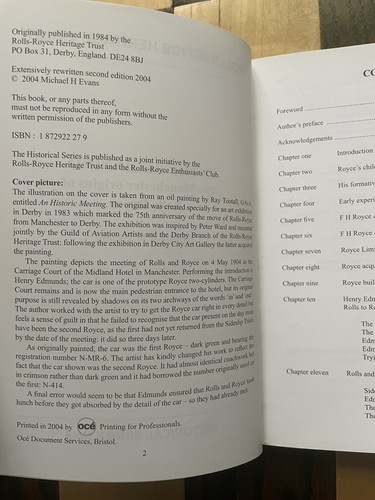 Originally published in 1984 by the
Rolls-Royce Heritage Trust
PO Box 31, Derby, England DE24 8BJ
Extensively rewritten second edition 2004
© 2004 Michael H Evans
This book, or any parts thereof,
must not be reproduced in any form without the
written permission of the publishers.
ISBN : 1 872922 27 9
The Historical Series is published as a joint initiative by the
Rolls-Royce Heritage Trust and the Rolls-Royce Enthusiasts' Club.
Cover picture:
The illustration on the cover is taken from an oil painting by Ray Tootall, GAvA,
entitled An Historic Meeting. The original was created specially for an art exhibition
in Derby in 1983 which marked the 75th anniversary of the move of Rolls-Royce
from Manchester to Derby. The exhibition was inspired by Peter Ward and mounted
jointly by the Guild of Aviation Artists and the Derby Branch of the Rolls-Royce
Heritage Trust: following the exhibition in Derby City Art Gallery the latter acquired
the painting.
The painting depicts the meeting of Rolls and Royce on 4 May 1904 in the
Carriage Court of the Midland Hotel in Manchester. Performing the introduction is
Henry Edmunds; the car is one of the prototype Royce two-cylinders. The Carriage
Court remains and is now the main pedestrian entrance to the hotel, but its original
purpose is still revealed by shadows on its two archways of the words 'in' and 'out'.
The author worked with the artist to try to get the Royce car right in every detail but
feels a sense of guilt in that he failed to recognise that the car present on the day must
have been the second Royce, as the first had not yet returned from the Sideslip Trials
by the date of the meeting: it did so three days later.
As originally painted, the car was the first Royce – dark green and bearing the
registration number N-MR-6. The artist has kindly changed his work to reflect the
fact that the car shown was the second Royce. It had almost identical coachwork but
in crimson rather than dark green and it had borrowed the number originally used on
the first: N-414.
A final error would seem to be that Edmunds ensured that Rolls and Royce took
lunch before they got absorbed by the detail of the car – so they had already met.
Printed in 2004 by océ Printing for Professionals.
Océ Document Services, Bristol.
2
CO
Foreword
Author's preface
Acknowledgements
Chapter one Introduction
Chapter two Royce's child
Chapter three His formative
Chapter four Early experi
Chapter five F H Royce
Chapter six F H Royce
Chapter seven Royce Limi
Chapter eight Royce acqui
Chapter nine Royce buil
Chapter ten Henry Edm
Rolls to Ro
The
The
Edm
Edm
Tryi
Chapter eleven Rolls and
Side
The
Edm
The